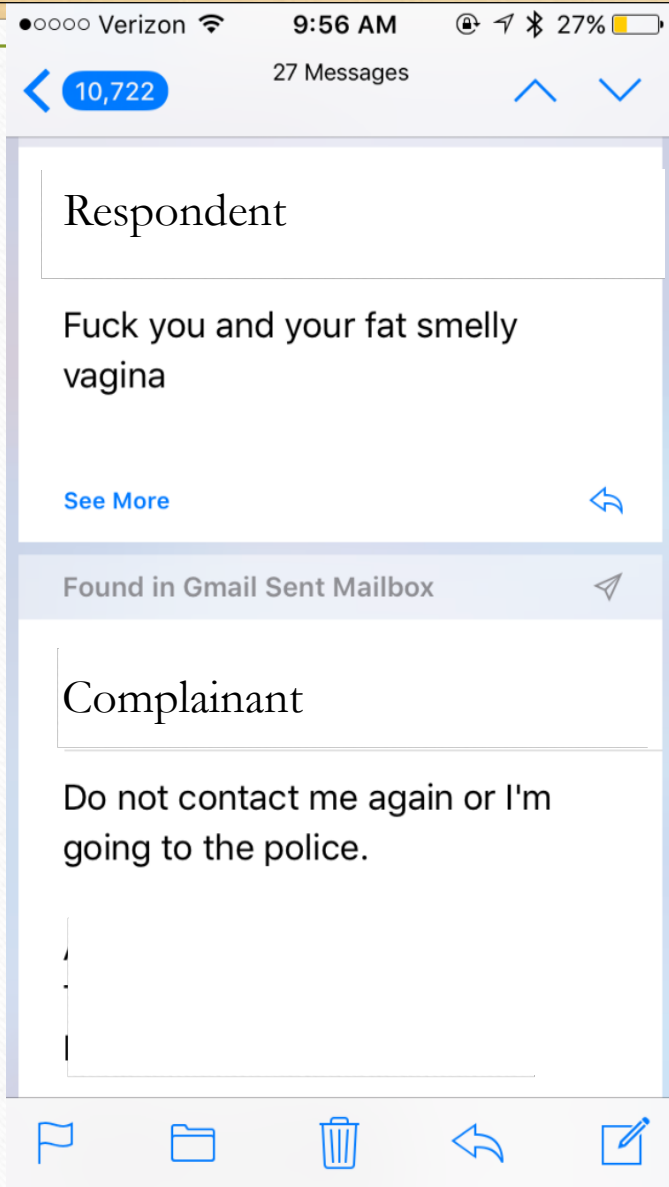 Verizon 9:56 AM 27%
27 Messages
10,722
Respondent
Fuck you and your fat smelly
vagina
See More
Found in Gmail Sent Mailbox
Complainant
Do not contact me again or I'm
going to the police.